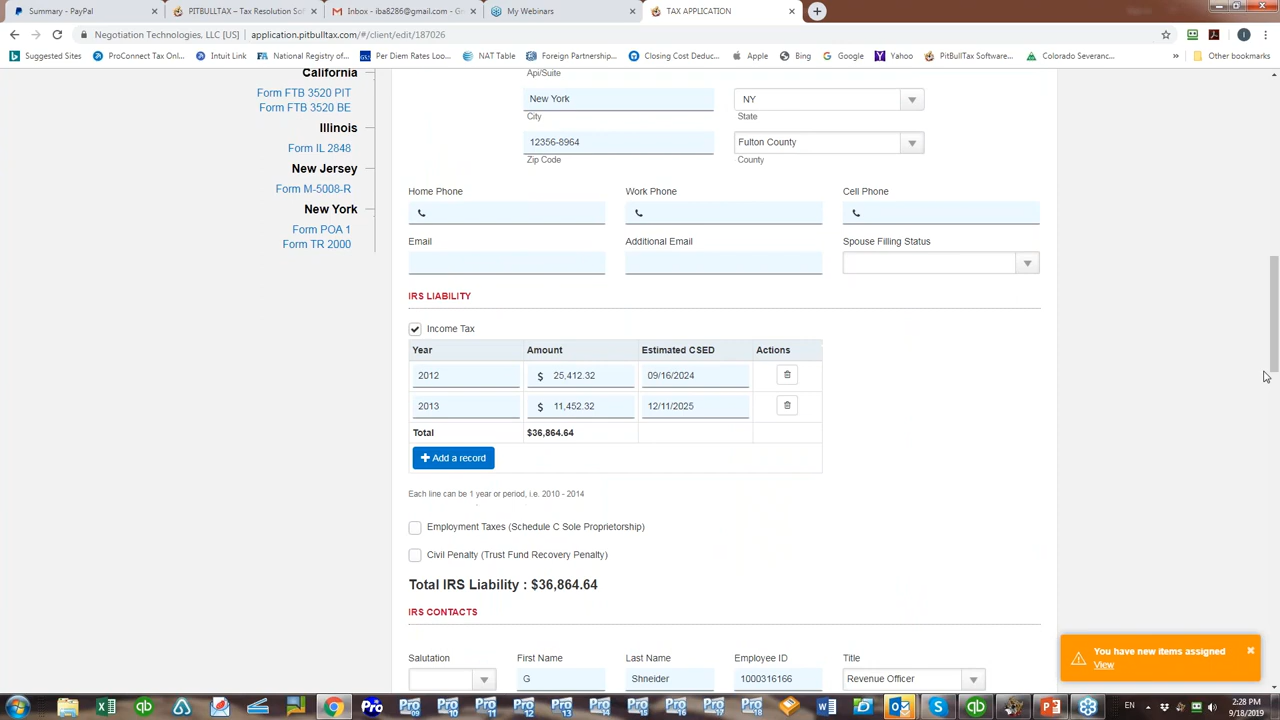 Summary - PayPal
PITBULLTAX – Tax Resolution Sof
Inbox - iba8286@gmail.com - G
My Webinars
TAX APPLICATION
Negotiation Technologies, LLC [US] | application.pitbulltax.com/#/client/edit/187026
Suggested Sites
ProConnect Tax Onl...
Intuit Link
National Registry of...
Per Diem Rates Loo...
NAT Table
Foreign Partnership...
Closing Cost Deduc...
Apple
Bing
Google
Yahoo
PitBullTax Software...
Colorado Severanc...
» Other bookmarks
California
Form FTB 3520 PIT
Form FTB 3520 BE
Illinois
Form IL 2848
New Jersey
Form M-5008-R
New York
Form POA 1
Form TR 2000
Api/Suite
New York
NY
City
State
12356-8964
Fulton County
Zip Code
County
Home Phone
Work Phone
Cell Phone
Email
Additional Email
Spouse Filling Status
IRS LIABILITY
Income Tax
Year Amount Estimated CSED Actions
2012 $ 25,412.32 09/16/2024
2013 $ 11,452.32 12/11/2025
Total $36,864.64
+ Add a record
Each line can be 1 year or period, i.e. 2010 - 2014
Employment Taxes (Schedule C Sole Proprietorship)
Civil Penalty (Trust Fund Recovery Penalty)
Total IRS Liability : $36,864.64
IRS CONTACTS
Salutation
First Name
Last Name
Employee ID
Title
G
Shneider
1000316166
Revenue Officer
You have new items assigned
View
EN
2:28 PM
9/18/2019